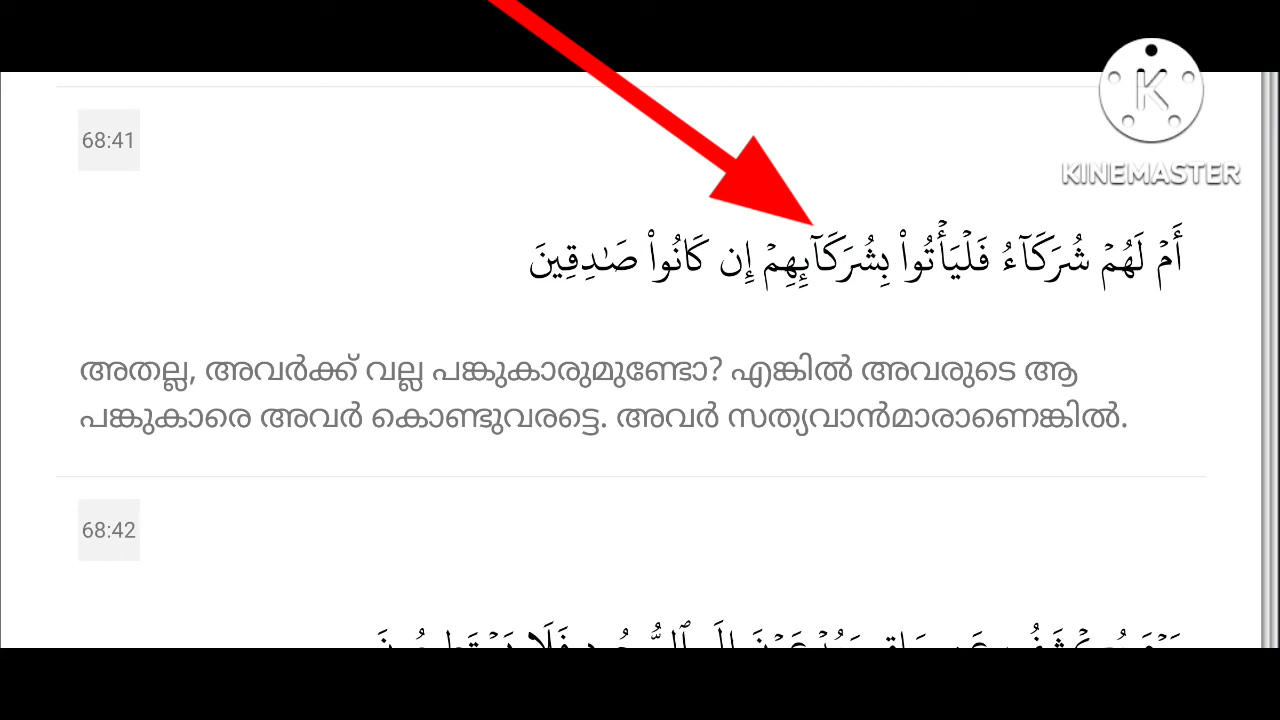 KINEMASTER
68:41
أَمۡ لَهُمۡ شُرَكَآءُ فَلۡيَأۡتُواْ بِشُرَكَآئِهِمۡ إِن كَانُواْ صَٰدِقِينَ
അതല്ല, അവർക്ക് വല്ല പങ്കുകാരുമുണ്ടോ? എങ്കിൽ അവരുടെ ആ
പങ്കുകാരെ അവർ കൊണ്ടുവരട്ടെ. അവർ സത്യവാൻമാരാണെങ്കിൽ.
68:42